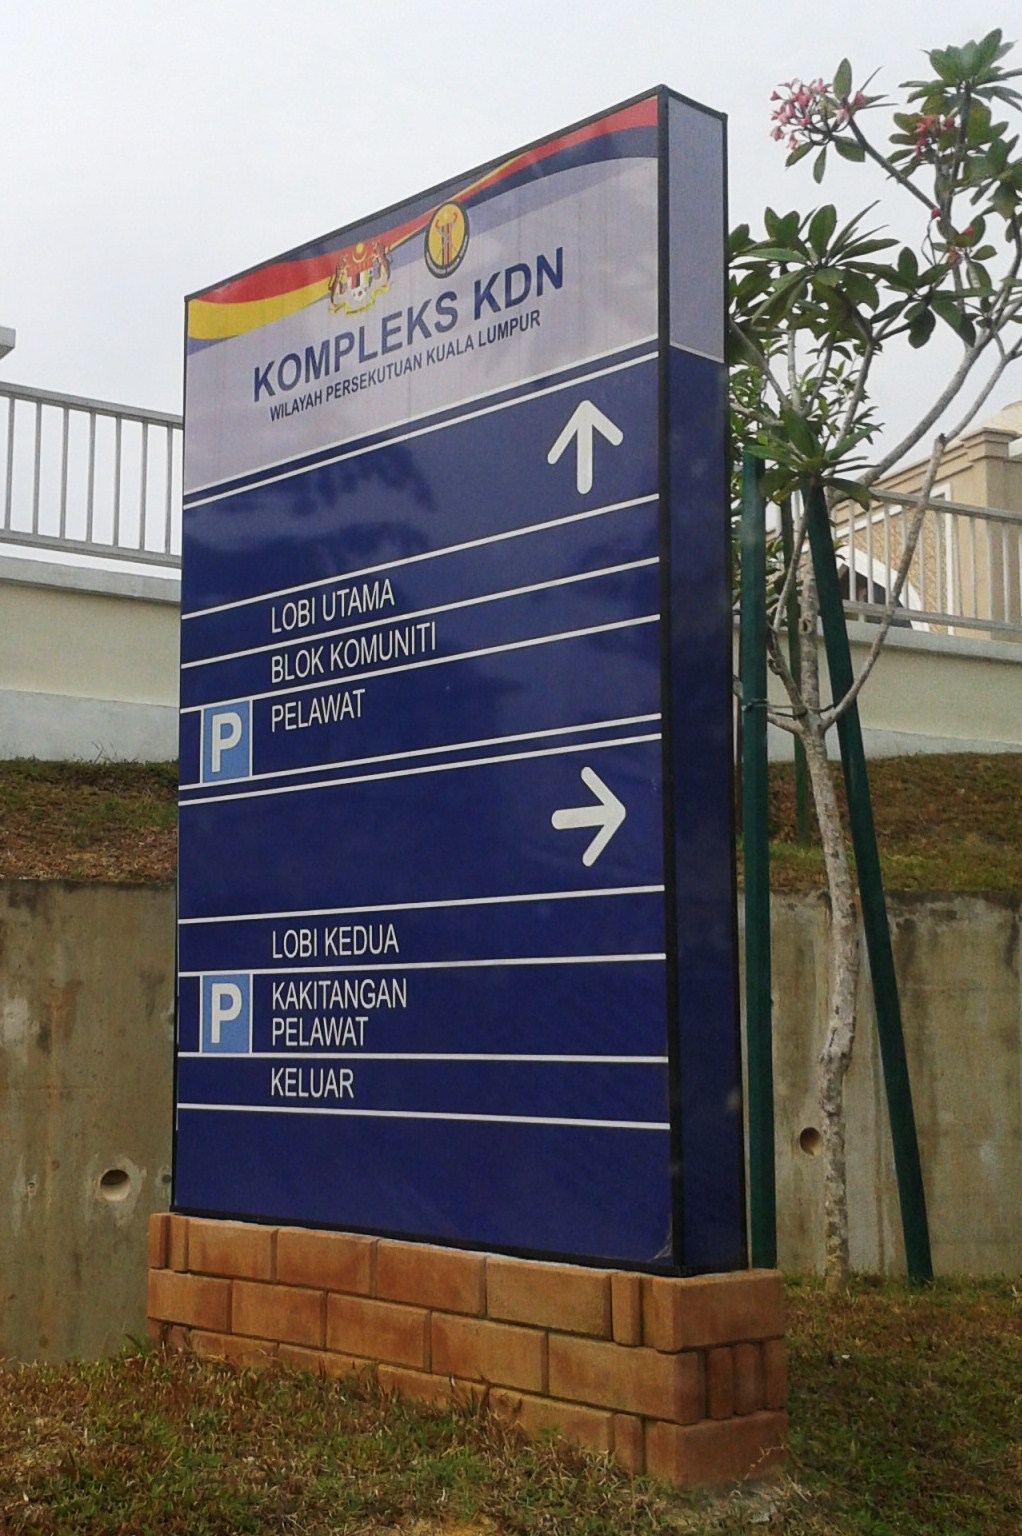 KOMPLEKS KDN
WILAYAH PERSEKUTUAN KUALA LUMPUR
LOBI UTAMA
BLOK KOMUNITI
P PELAWAT
LOBI KEDUA
P KAKITANGAN
PELAWAT
KELUAR